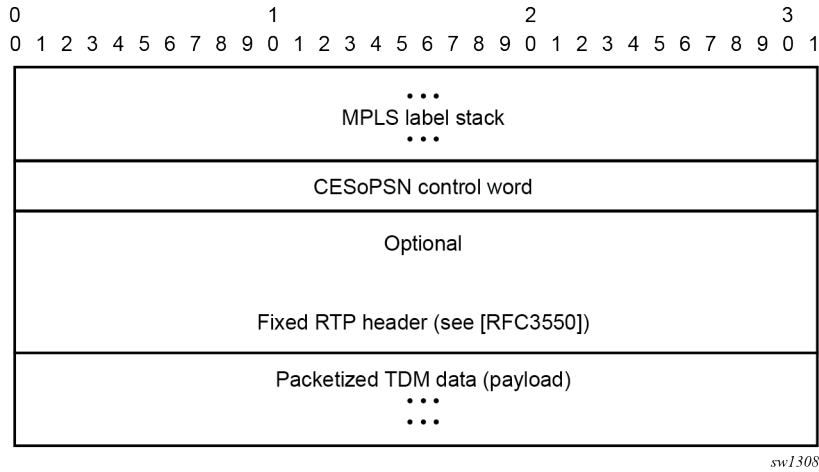 0 1 2 3
0 1 2 3 4 5 6 7 8 9 0 1 2 3 4 5 6 7 8 9 0 1 2 3 4 5 6 7 8 9 0 1
• • •
MPLS label stack
• • •
CESoPSN control word
Optional
Fixed RTP header (see [RFC3550])
Packetized TDM data (payload)
• • •
• • •
sw1308